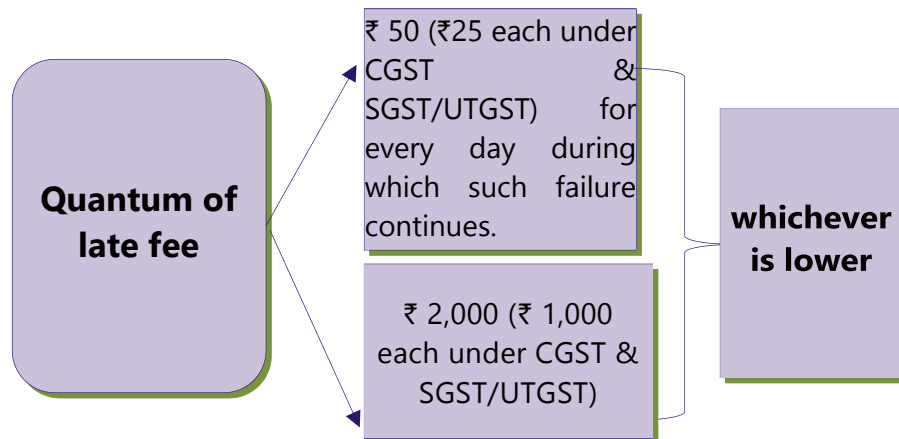 Quantum of
late fee
₹ 50 (₹25 each under
CGST &
SGST/UTGST) for
every day during
which such failure
continues.
₹ 2,000 (₹ 1,000
each under CGST &
SGST/UTGST)
whichever
is lower